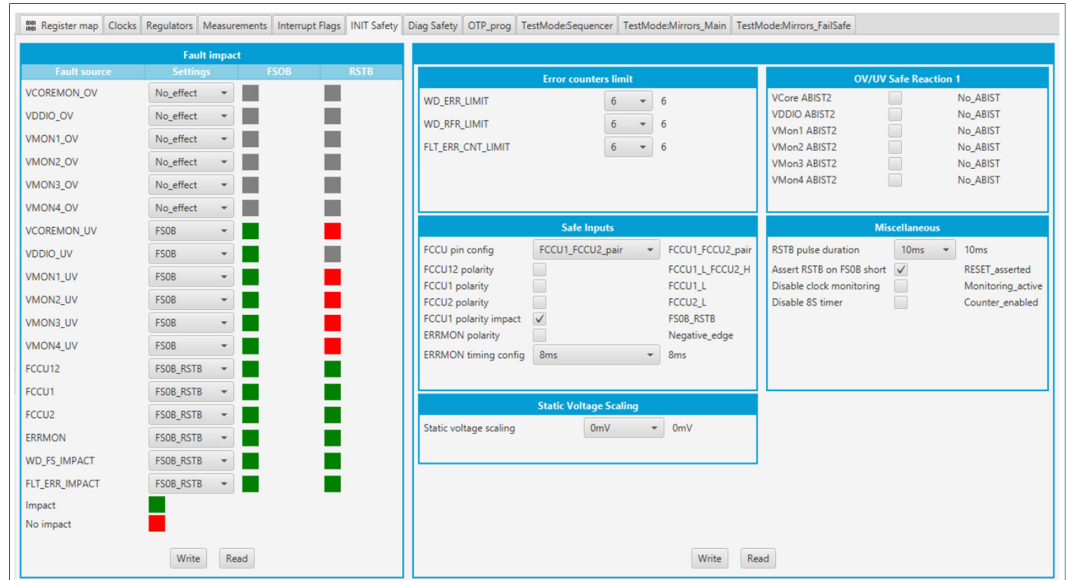 Register map Clocks Regulators Measurements Interrupt Flags INIT Safety Diag Safety OTP_prog TestMode:Sequencer TestMode:Mirrors_Main TestMode:Mirrors_FailSafe
Fault impact
Fault source Settings FSOB RSTB
VCOREMON_OV No_effect
VDDIO_OV No_effect
VMON1_OV No_effect
VMON2_OV No_effect
VMON3_OV No_effect
VMON4_OV No_effect
VCOREMON_UV FS0B
VDDIO_UV FS0B
VMON1_UV FS0B
VMON2_UV FS0B
VMON3_UV FS0B
VMON4_UV FS0B
FCCU12 FS0B_RSTB
FCCU1 FS0B_RSTB
FCCU2 FS0B_RSTB
ERRMON FS0B_RSTB
WD_FS_IMPACT FS0B_RSTB
FLT_ERR_IMPACT FS0B_RSTB
Impact
No impact
Write Read
Error counters limit
WD_ERR_LIMIT 6 6
WD_RFR_LIMIT 6 6
FLT_ERR_CNT_LIMIT 6 6
OV/UV Safe Reaction 1
VCore ABIST2 No_ABIST
VDDIO ABIST2 No_ABIST
VMon1 ABIST2 No_ABIST
VMon2 ABIST2 No_ABIST
VMon3 ABIST2 No_ABIST
VMon4 ABIST2 No_ABIST
Safe Inputs
FCCU pin config FCCU1_FCCU2_pair FCCU1_FCCU2_pair
FCCU12 polarity FCCU1_L_FCCU2_H
FCCU1 polarity FCCU1_L
FCCU2 polarity FCCU2_L
FCCU1 polarity impact FS0B_RSTB
ERRMON polarity Negative_edge
ERRMON timing config 8ms 8ms
Miscellaneous
RSTB pulse duration 10ms 10ms
Assert RSTB on FS0B short RESET_asserted
Disable clock monitoring Monitoring_active
Disable 8S timer Counter_enabled
Static Voltage Scaling
Static voltage scaling 0mV 0mV
Write Read